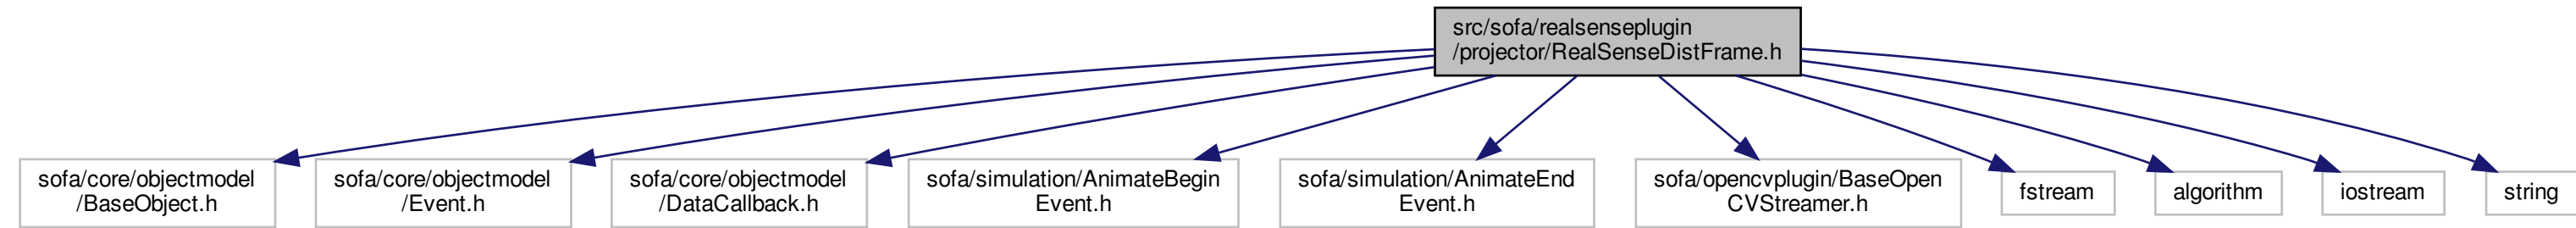 src/sofa/realsenseplugin
/projector/RealSenseDistFrame.h
sofa/core/objectmodel
/BaseObject.h
sofa/core/objectmodel
/Event.h
sofa/core/objectmodel
/DataCallback.h
sofa/simulation/AnimateBegin
Event.h
sofa/simulation/AnimateEnd
Event.h
sofa/opencvplugin/BaseOpen
CVStreamer.h
fstream
algorithm
iostream
string